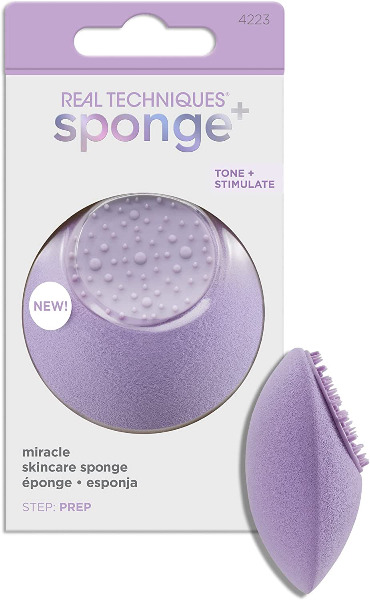 4223
REAL TECHNIQUES®
sponge+
TONE +
STIMULATE
NEW!
miracle
skincare sponge
éponge • esponja
STEP: PREP